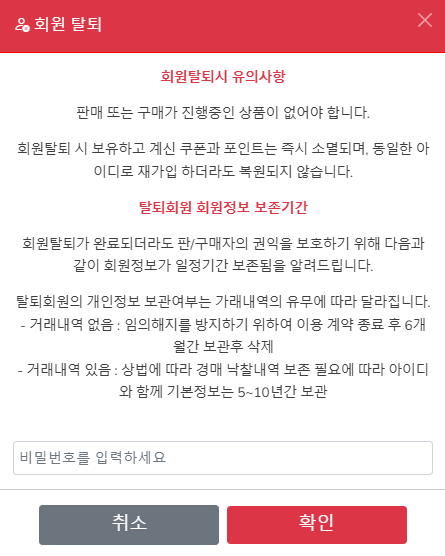 회원 탈퇴
회원탈퇴시 유의사항
판매 또는 구매가 진행중인 상품이 없어야 합니다.
회원탈퇴 시 보유하고 계신 쿠폰과 포인트는 즉시 소멸되며, 동일한 아
이디로 재가입 하더라도 복원되지 않습니다.
탈퇴회원 회원정보 보존기간
회원탈퇴가 완료되더라도 판/구매자의 권익을 보호하기 위해 다음과
같이 회원정보가 일정기간 보존됨을 알려드립니다.
탈퇴회원의 개인정보 보관여부는 가래내역의 유무에 따라 달라집니다.
- 거래내역 없음 : 임의해지를 방지하기 위하여 이용 계약 종료 후 6개
월간 보관후 삭제
- 거래내역 있음 : 상법에 따라 경매 낙찰내역 보존 필요에 따라 아이디
와 함께 기본정보는 5~10년간 보관
비밀번호를 입력하세요
취소 확인